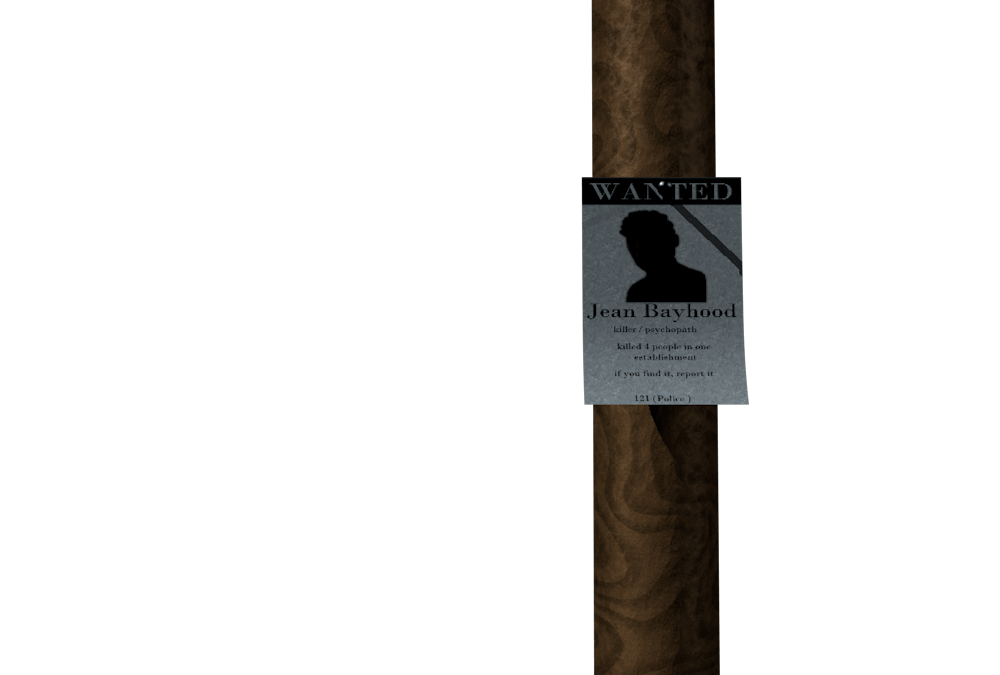 WANTED
Jean Bayhood
killer / psychopath
killed 4 people in one
establishment
if you find it, report it
121 (Police )